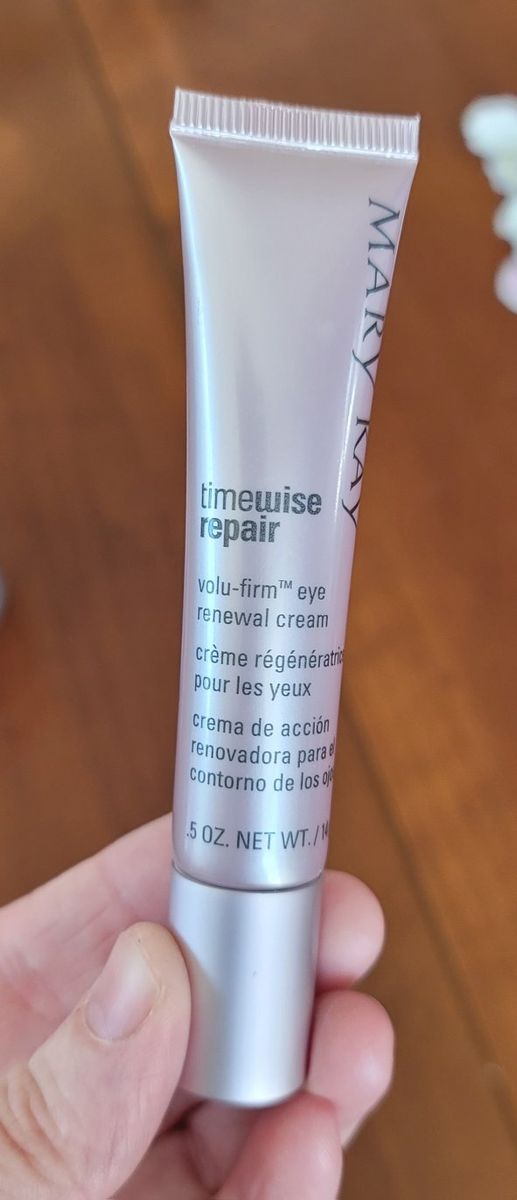 MARY KAY
timewise
repair
volu-firm™ eye
renewal cream
crème régénératric
pour les yeux
crema de acción
renovadora para e
contorno de los ojo
.5 OZ. NET WT. / 14